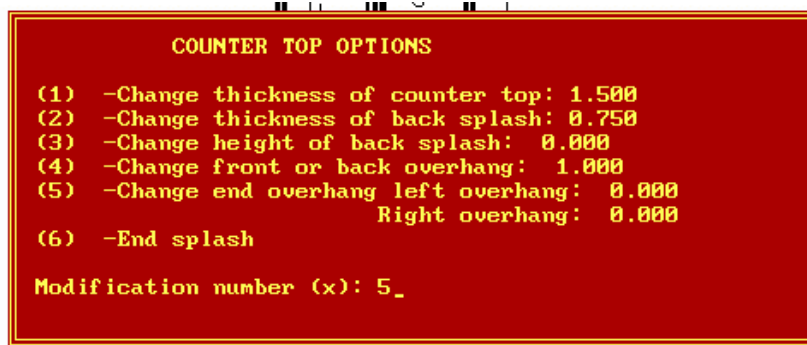 COUNTER TOP OPTIONS
(1) -Change thickness of counter top: 1.500
(2) -Change thickness of back splash: 0.750
(3) -Change height of back splash: 0.000
(4) -Change front or back overhang: 1.000
(5) -Change end overhang left overhang: 0.000
Right overhang: 0.000
(6) -End splash
Modification number (x): 5_